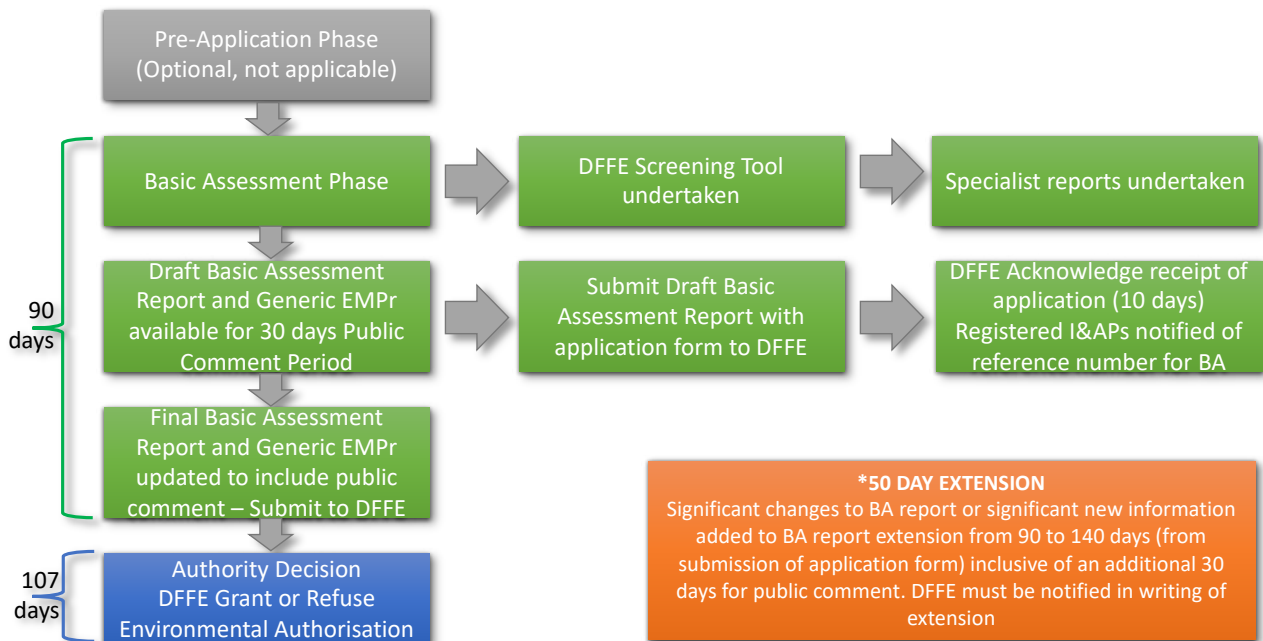 Pre-Application Phase
(Optional, not applicable)
Basic Assessment Phase
DFFE Screening Tool
undertaken
Specialist reports undertaken
90
days
Draft Basic Assessment
Report and Generic EMPr
available for 30 days Public
Comment Period
Submit Draft Basic
Assessment Report with
application form to DFFE
DFFE Acknowledge receipt of
application (10 days)
Registered I&APs notified of
reference number for BA
Final Basic Assessment
Report and Generic EMPr
updated to include public
comment – Submit to DFFE
*50 DAY EXTENSION
Significant changes to BA report or significant new information
added to BA report extension from 90 to 140 days (from
submission of application form) inclusive of an additional 30
days for public comment. DFFE must be notified in writing of
extension
107
days
Authority Decision
DFFE Grant or Refuse
Environmental Authorisation